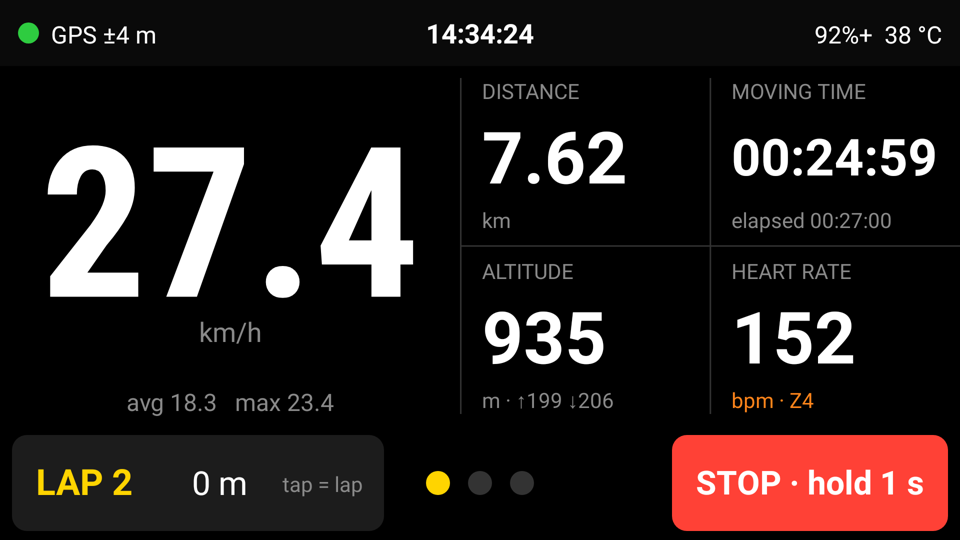 GPS ±4 m
14:34:24
92%+ 38 °C
27.4
km/h
avg 18.3 max 23.4
DISTANCE
7.62
km
MOVING TIME
00:24:59
elapsed 00:27:00
ALTITUDE
935
m · ↑199 ↓206
HEART RATE
152
bpm · Z4
LAP 2
0 m
tap = lap
STOP · hold 1 s